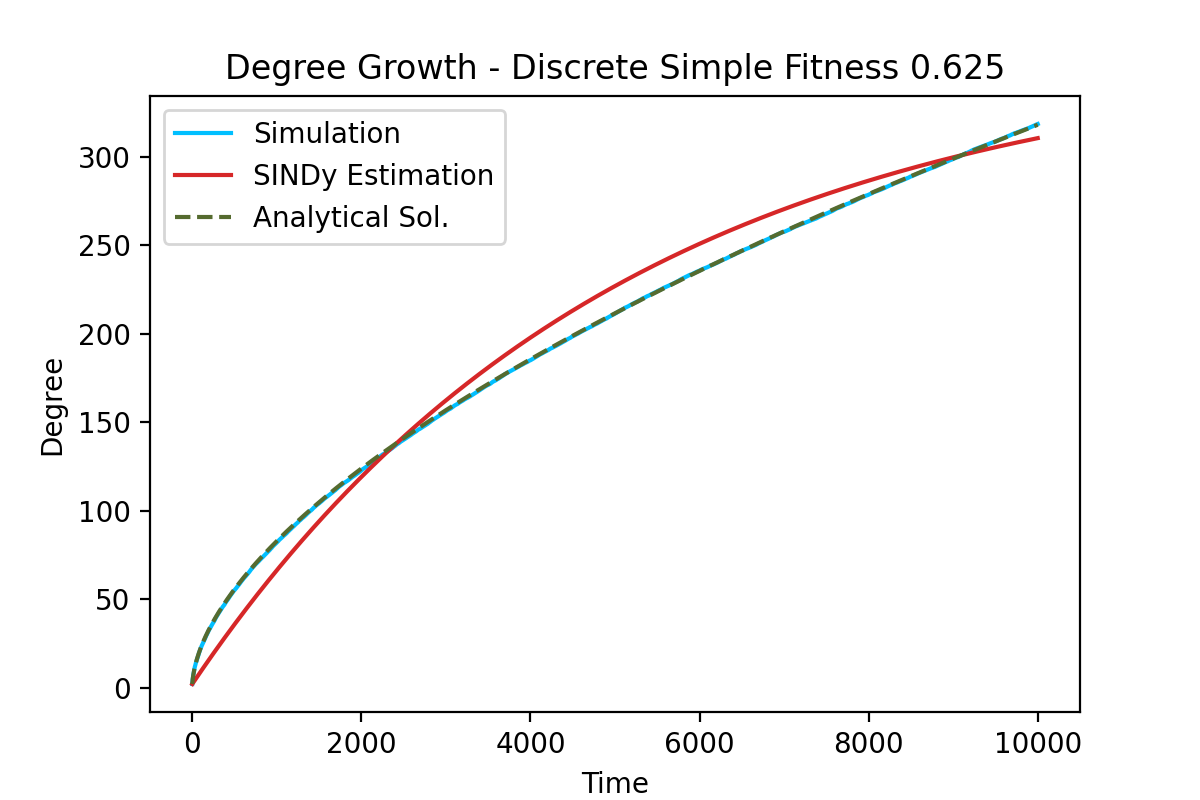 Degree Growth - Discrete Simple Fitness 0.625
Simulation
SINDy Estimation
Analytical Sol.
300
250
200
150
100
50
0
Degree
0 2000 4000 6000 8000 10000
Time